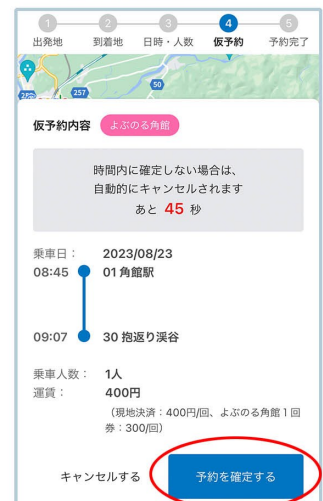 1 2 3 4 5
出発地 到着地 日時・人数 仮予約 予約完了
50
257
仮予約内容 よぶのる角館
時間内に確定しない場合は、
自動的にキャンセルされます
あと 45 秒
乗車日： 2023/08/23
08:45 01 角館駅
09:07 30 抱返り渓谷
乗車人数： 1人
運賃： 400円
（現地決済：400円/回、よぶのる角館１回
券：300/回）
キャンセルする 予約を確定する